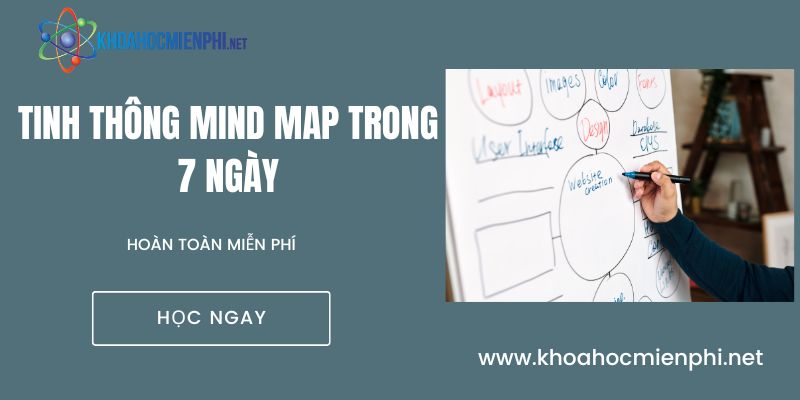 KHOAHOCMIENPHI.NET
TINH THÔNG MIND MAP TRONG
7 NGÀY
HOÀN TOÀN MIỄN PHÍ
HỌC NGAY
Layout
Images
Color
Fonts
Design
User Interface
Database
CMS
Website
creation
www.khoahocmienphi.net